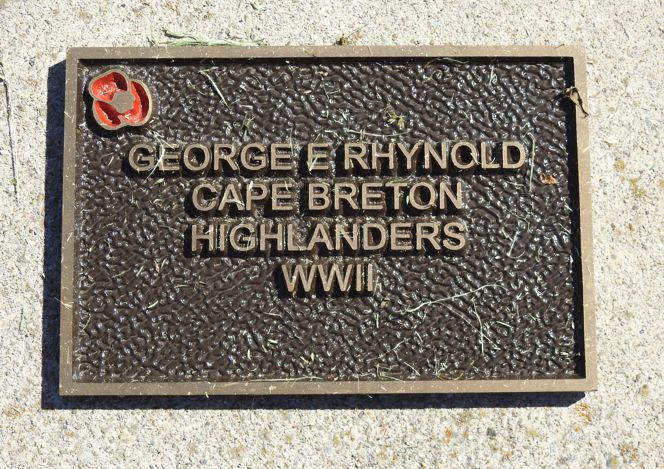 GEORGE E RHYNOLD
CAPE BRETON
HIGHLANDERS
WWII